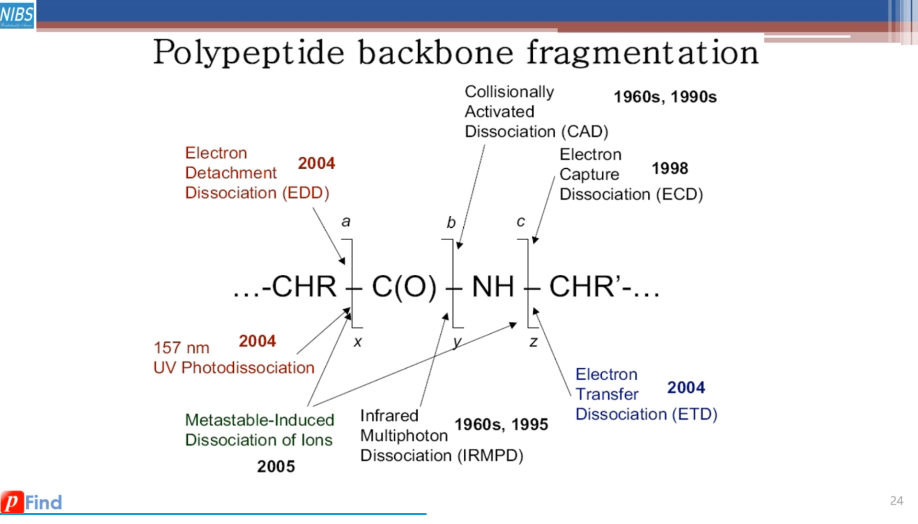 NIBS
Polypeptide backbone fragmentation
Collisionally
Activated
Dissociation (CAD)
1960s, 1990s
Electron
Detachment
Dissociation (EDD)
2004
Electron
Capture
Dissociation (ECD)
1998
a
b
c
…-CHR – C(O) – NH – CHR’-…
x
y
z
157 nm
UV Photodissociation
2004
Electron
Transfer
Dissociation (ETD)
2004
Metastable-Induced
Dissociation of Ions
2005
Infrared
Multiphoton
Dissociation (IRMPD)
1960s, 1995
pFind
24